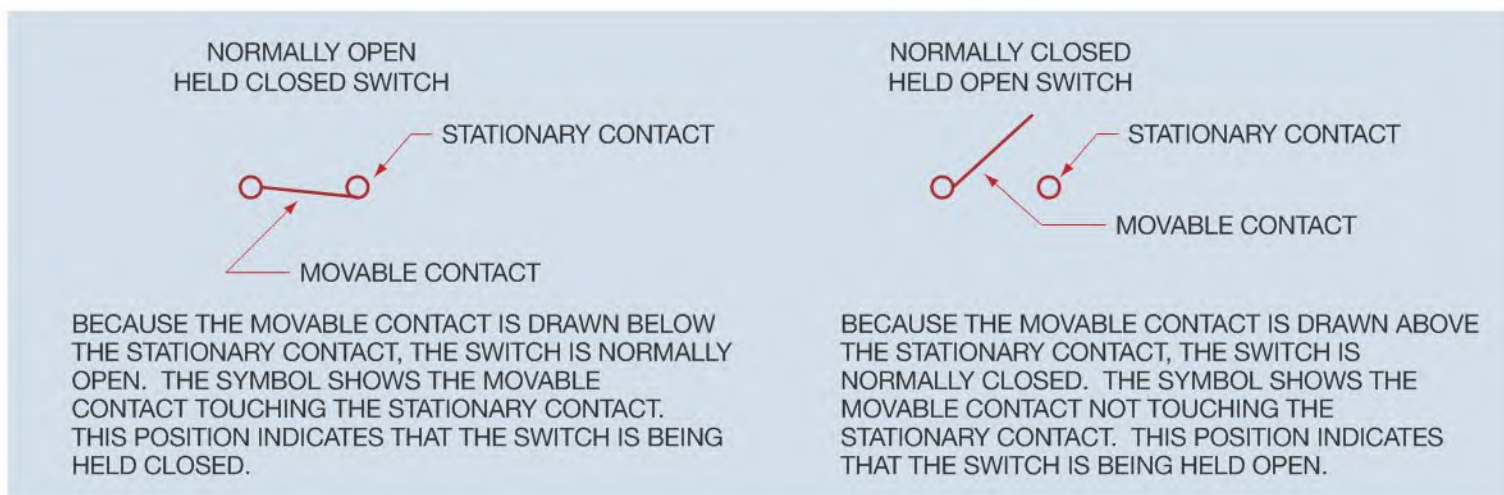 NORMALLY OPEN
HELD CLOSED SWITCH
STATIONARY CONTACT
MOVABLE CONTACT
BECAUSE THE MOVABLE CONTACT IS DRAWN BELOW
THE STATIONARY CONTACT, THE SWITCH IS NORMALLY
OPEN. THE SYMBOL SHOWS THE MOVABLE
CONTACT TOUCHING THE STATIONARY CONTACT.
THIS POSITION INDICATES THAT THE SWITCH IS BEING
HELD CLOSED.
NORMALLY CLOSED
HELD OPEN SWITCH
STATIONARY CONTACT
MOVABLE CONTACT
BECAUSE THE MOVABLE CONTACT IS DRAWN ABOVE
THE STATIONARY CONTACT, THE SWITCH IS
NORMALLY CLOSED. THE SYMBOL SHOWS THE
MOVABLE CONTACT NOT TOUCHING THE
STATIONARY CONTACT. THIS POSITION INDICATES
THAT THE SWITCH IS BEING HELD OPEN.